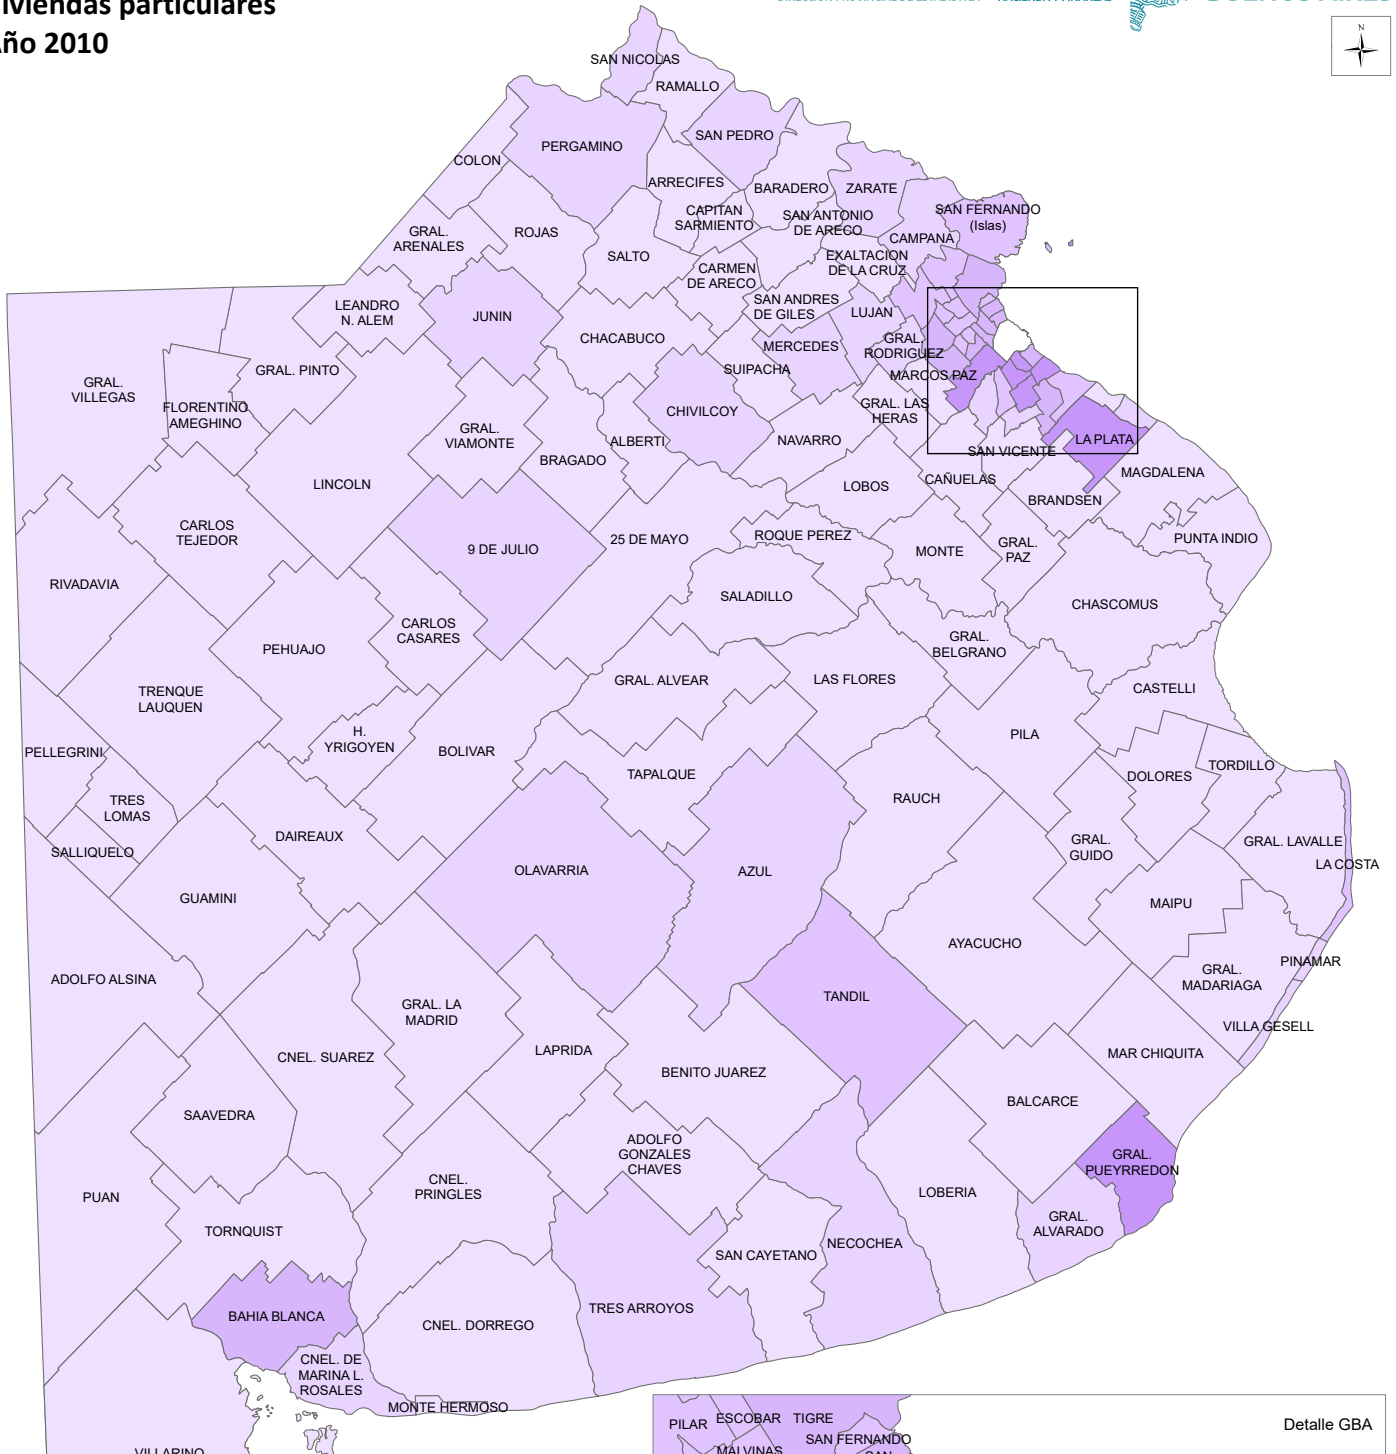 viviendas particulares
Año 2010
N
SAN NICOLAS
RAMALLO
PERGAMINO
SAN PEDRO
COLON
ARRECIFES
BARADERO
ZARATE
CAPITAN
SARMIENTO
SAN ANTONIO
DE ARECO
SAN FERNANDO
(Islas)
GRAL.
ARENALES
ROJAS
CAMPANA
SALTO
EXALTACION
DE LA CRUZ
CARMEN
DE ARECO
LEANDRO
N. ALEM
JUNIN
SAN ANDRES
DE GILES
LUJAN
CHACABUCO
MERCEDES
GRAL.
RODRIGUEZ
GRAL. PINTO
SUIPACHA
MARCOS PAZ
GRAL.
VILLEGAS
FLORENTINO
AMEGHINO
CHIVILCOY
GRAL. LAS
HERAS
GRAL.
VIAMONTE
ALBERTI
NAVARRO
LA PLATA
BRAGADO
SAN VICENTE
LINCOLN
LOBOS
CAÑUELAS
MAGDALENA
BRANDSEN
CARLOS
TEJEDOR
9 DE JULIO
25 DE MAYO
ROQUE PEREZ
MONTE
GRAL.
PAZ
PUNTA INDIO
RIVADAVIA
SALADILLO
CHASCOMUS
CARLOS
CASARES
PEHUAJO
GRAL.
BELGRANO
TRENQUE
LAUQUEN
GRAL. ALVEAR
LAS FLORES
CASTELLI
H.
YRIGOYEN
PELLEGRINI
BOLIVAR
PILA
TAPALQUE
DOLORES
TORDILLO
TRES
LOMAS
RAUCH
SALLIQUELO
DAIREAUX
GRAL.
GUIDO
GRAL. LAVALLE
LA COSTA
GUAMINI
OLAVARRIA
AZUL
MAIPU
ADOLFO ALSINA
AYACUCHO
PINAMAR
GRAL.
MADARIAGA
GRAL. LA
MADRID
TANDIL
VILLA GESELL
CNEL. SUAREZ
LAPRIDA
MAR CHIQUITA
BENITO JUAREZ
SAAVEDRA
BALCARCE
ADOLFO
GONZALES
CHAVES
GRAL.
PUEYRREDON
PUAN
CNEL.
PRINGLES
LOBERIA
TORNQUIST
GRAL.
ALVARADO
SAN CAYETANO
NECOCHEA
BAHIA BLANCA
TRES ARROYOS
CNEL. DORREGO
CNEL. DE
MARINA L.
ROSALES
MONTE HERMOSO
PILAR
ESCOBAR
TIGRE
Detalle GBA
SAN FERNANDO
MALVINAS
SAN
VILLARINO